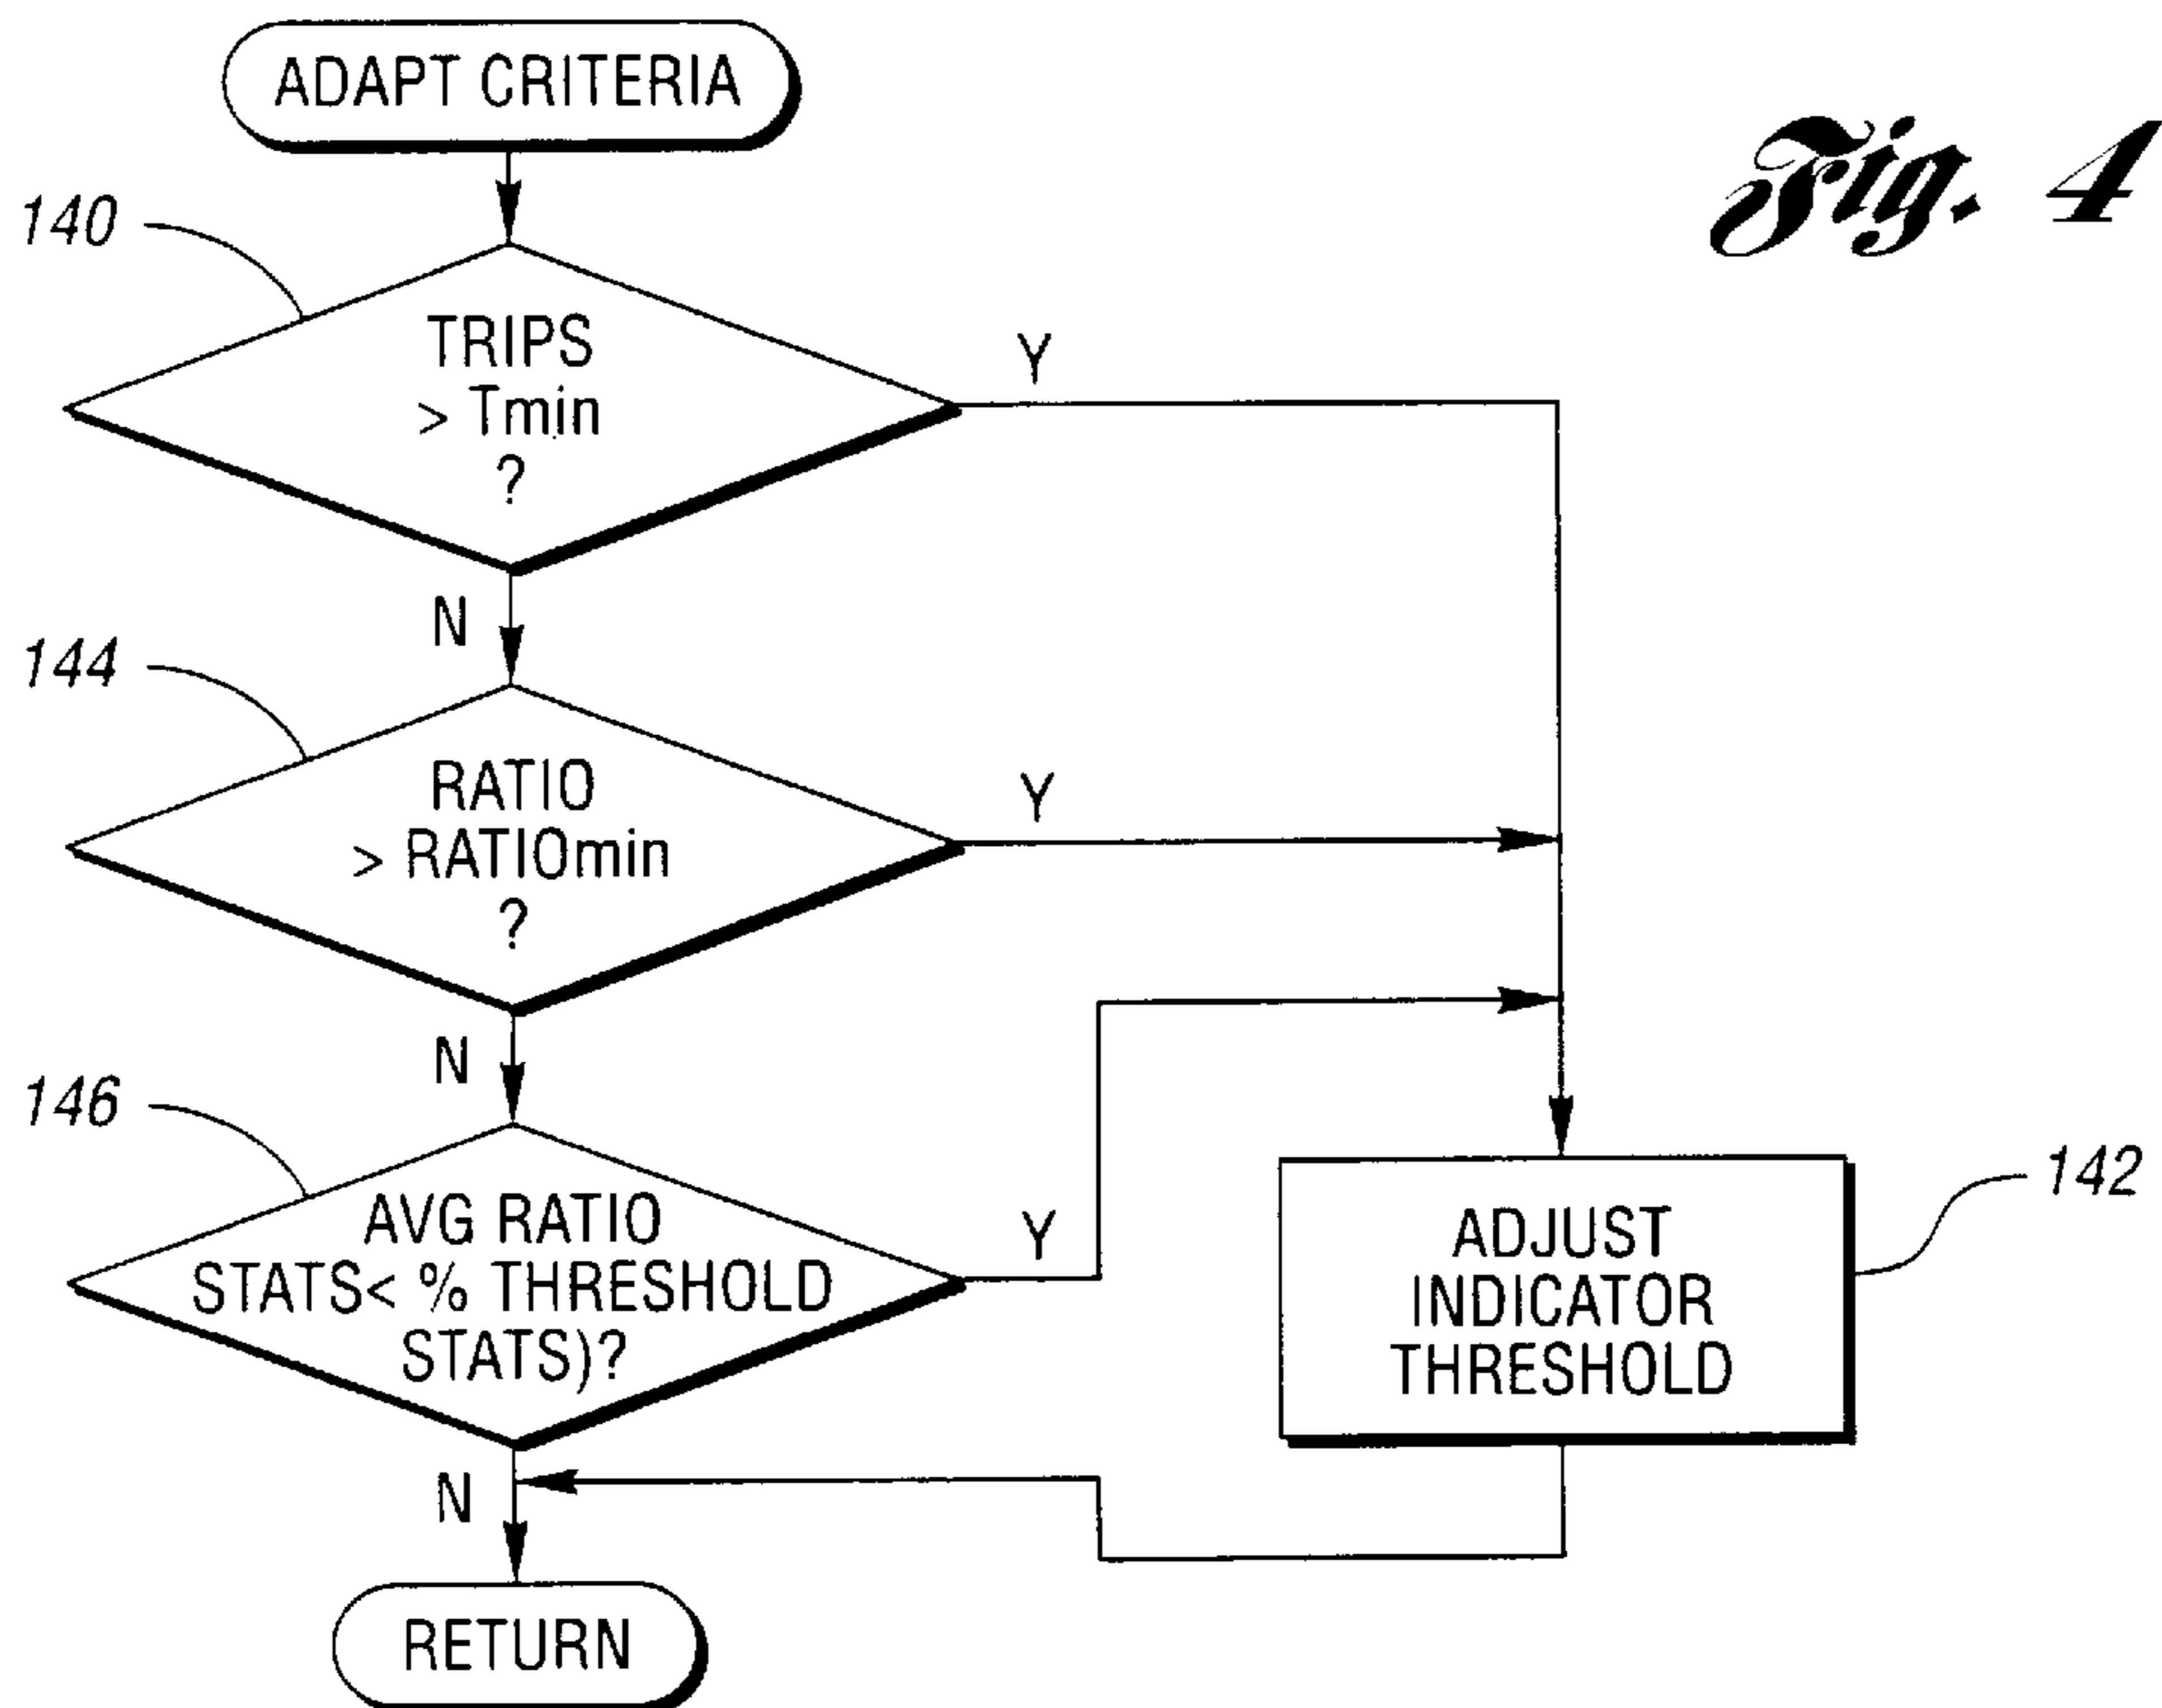 ADAPT CRITERIA
Fig. 4
140
TRIPS
> Tmin
?
Y
N
144
RATIO
> RATIOmin
?
Y
N
146
AVG RATIO
STATS< % THRESHOLD
STATS)?
Y
N
142
ADJUST
INDICATOR
THRESHOLD
RETURN